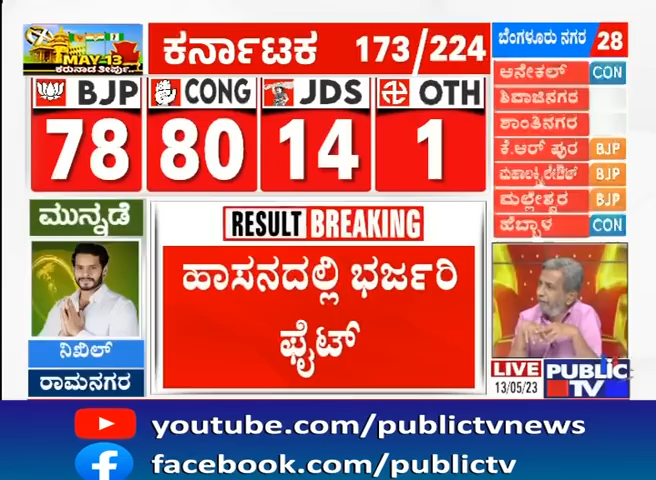 MAY-13
ಕರುನಾಡ ತೀರ್ಪು
ಕರ್ನಾಟಕ 173/224
ಬೆಂಗಳೂರು ನಗರ 28
BJP CONG JDS OTH
78 80 14 1
ಆನೇಕಲ್ CON
ಶಿವಾಜಿನಗರ
ಶಾಂತಿನಗರ
ಕೆ.ಆರ್ ಪುರ BJP
ಮಹಾಲಕ್ಷ್ಮಿ ಲೇಔಟ್ BJP
ಮಲ್ಲೇಶ್ವರ BJP
ಹೆಬ್ಬಾಳ CON
ಮುನ್ನಡೆ
ನಿಖಿಲ್
ರಾಮನಗರ
RESULT BREAKING
ಹಾಸನದಲ್ಲಿ ಭರ್ಜರಿ
ಫೈಟ್
LIVE
13/05/23
PUBLIC
TV
youtube.com/publictvnews
facebook.com/publictv